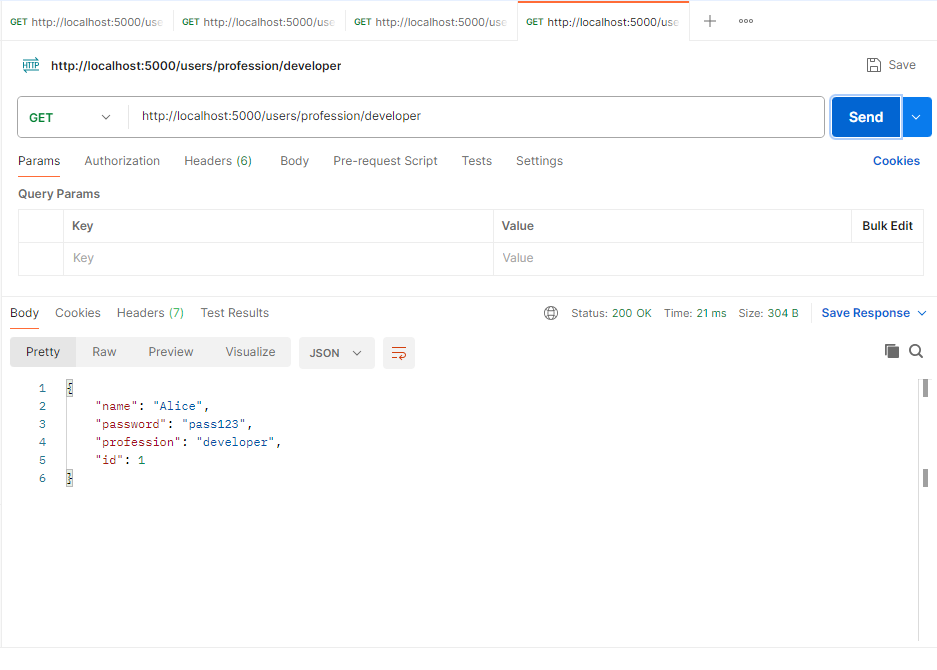 GET http://localhost:5000/use GET http://localhost:5000/use GET http://localhost:5000/use GET http://localhost:5000/use
HTTP http://localhost:5000/users/profession/developer Save
GET http://localhost:5000/users/profession/developer Send
Params Authorization Headers (6) Body Pre-request Script Tests Settings Cookies
Query Params
Key Value Bulk Edit
Key Value
Body Cookies Headers (7) Test Results Status: 200 OK Time: 21 ms Size: 304 B Save Response
Pretty Raw Preview Visualize JSON
1 {
2 "name": "Alice",
3 "password": "pass123",
4 "profession": "developer",
5 "id": 1
6 }